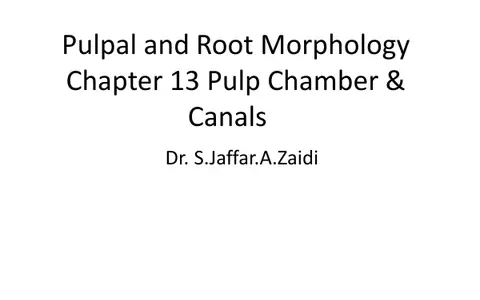 Pulpal and Root Morphology
Chapter 13 Pulp Chamber &
Canals
Dr. S.Jaffar.A.Zaidi